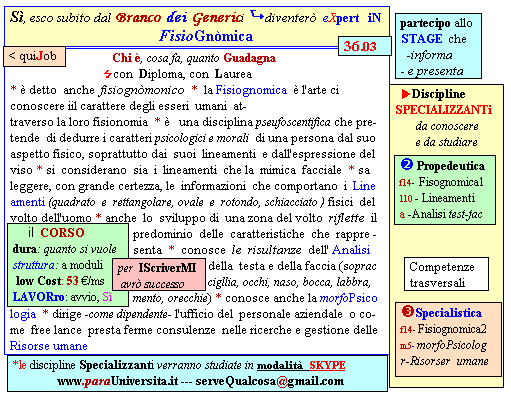 Sì, esco subito dal Branco dei Generici diventerò eXpert iN
FisioGnòmica
36.03
< quiJob
Chi è, cosa fa, quanto Guadagna
con Diploma, con Laurea
* è detto anche fisiognòmonico * la Fisiognomica è l'arte ci
conoscere iil carattere degli esseri umani at-
traverso la loro fisionomia * è una disciplina pseufoscentifica che pre-
tende di dedurre i caratteri psicologici e morali di una persona dal suo
aspetto fisico, soprattutto dai suoi lineamenti e dall'espressione del
viso * si considerano sia i lineamenti che la mimica facciale * sa
leggere, con grande certezza, le informazioni che comportano i Line
amenti (quadrato e rettangolare, ovale e rotondo, schiacciato ) fisici del
volto dell'uomo * anche lo sviluppo di una zona del volto riflette il
predominio delle caratteristiche che rappre -
senta * conosce le risultanze dell' Analisi
della testa e della faccia (soprac
ciglia, occhi, naso, bocca, labbra,
mento, orecchie) * conosce anche la morfoPsico
logia * dirige -come dipendente- l'ufficio del personale aziendale o co-
me free lance presta ferme consulenze nelle ricerche e gestione delle
Risorse umane
il CORSO
dura: quanto si vuole
struttura: a moduli
low Cost: 53 €/ms
LAVORro: avvio, Sì
per IScriverMI
avrò successo
*le discipline Specializzanti verranno studiate in modalità SKYPE
www.paraUniversita.it --- serveQualcosa@gmail.com
partecipo allo
STAGE che
-informa
- e presenta
Discipline
SPECIALIZZANTi
da conoscere
e da studiare
2 Propedeutica
f14- Fisognomica1
110 - Lineamenti
a -Analisi test-fac
Competenze
trasversali
3 Specialistica
f14- Fisiognomica2
m5- morfoPsicolog
r-Risorser umane